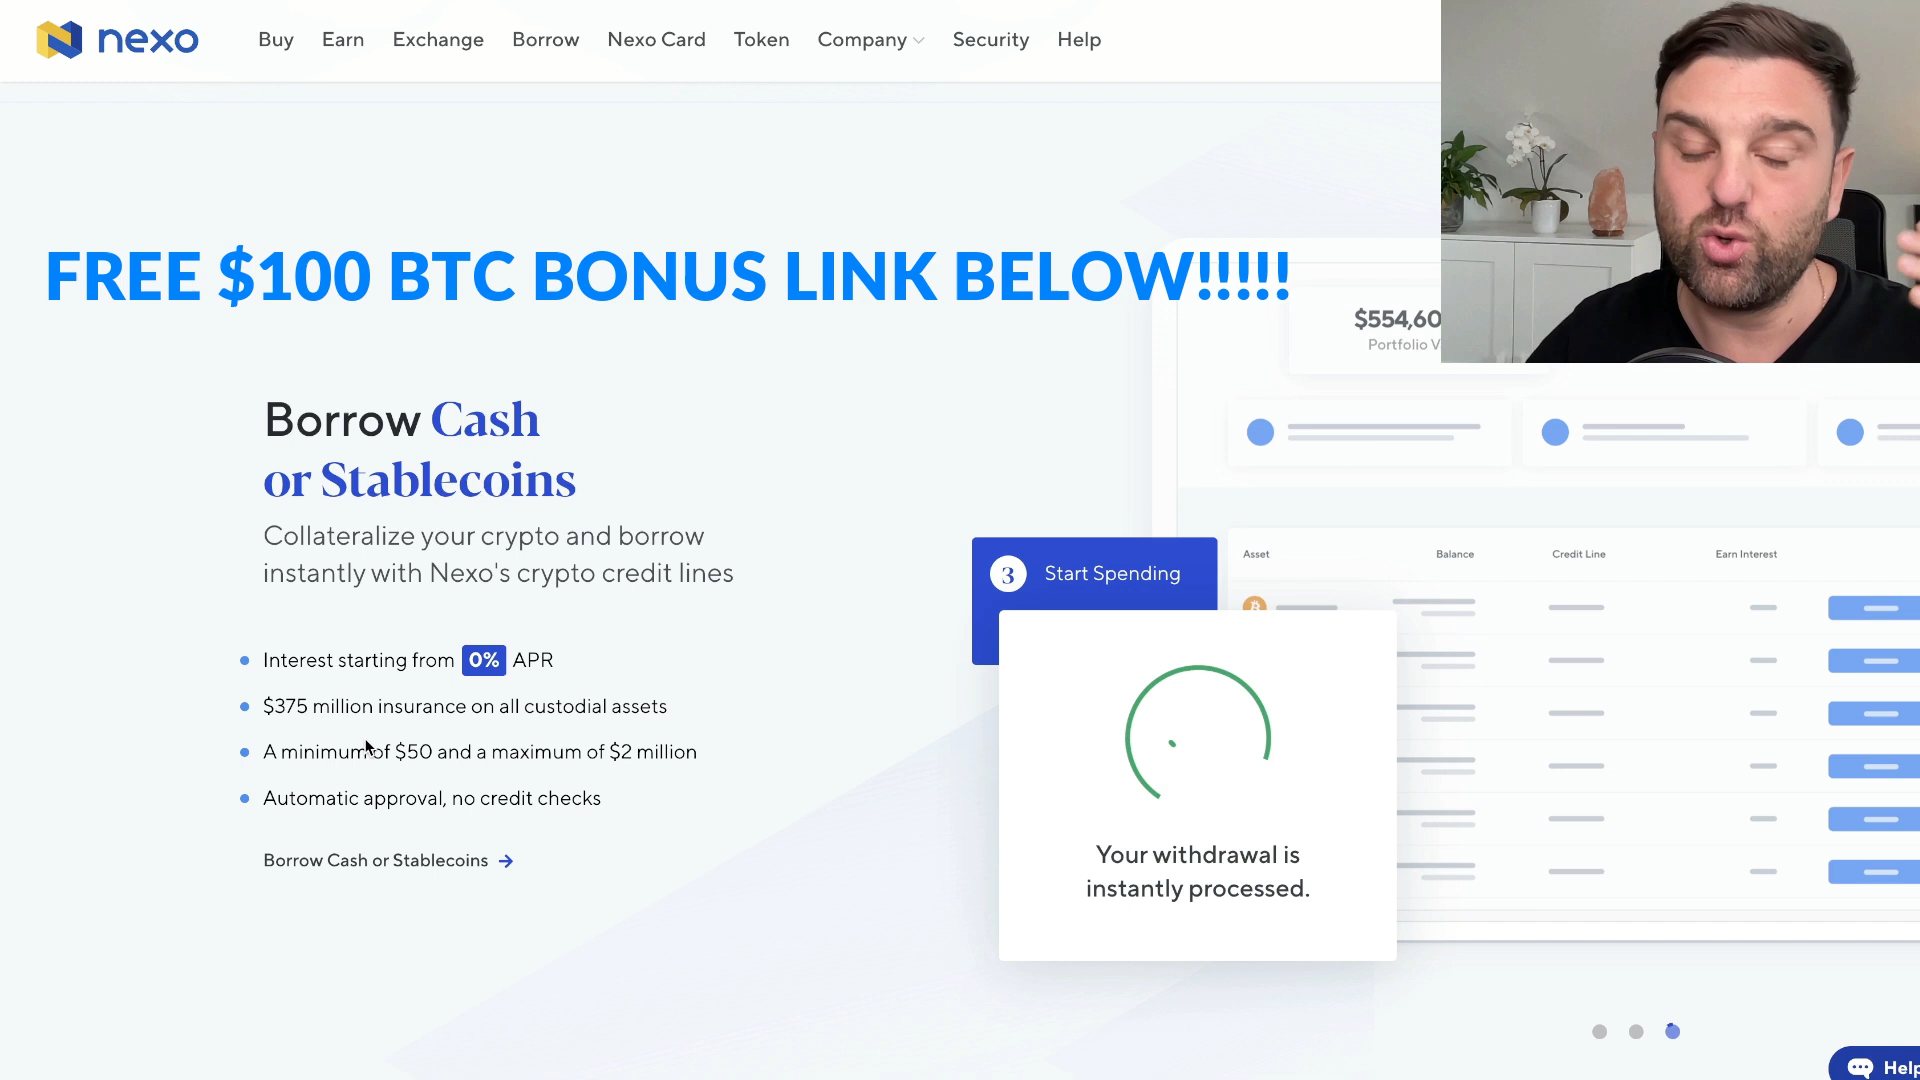 nexo
Buy Earn Exchange Borrow Nexo Card Token Company Security Help
FREE $100 BTC BONUS LINK BELOW!!!!!
$554,60
Portfolio V
Borrow Cash
or Stablecoins
Collateralize your crypto and borrow
instantly with Nexo's crypto credit lines
Interest starting from 0% APR
$375 million insurance on all custodial assets
A minimum of $50 and a maximum of $2 million
Automatic approval, no credit checks
Borrow Cash or Stablecoins
3 Start Spending
Asset Balance Credit Line Earn Interest
Your withdrawal is
instantly processed.
Help